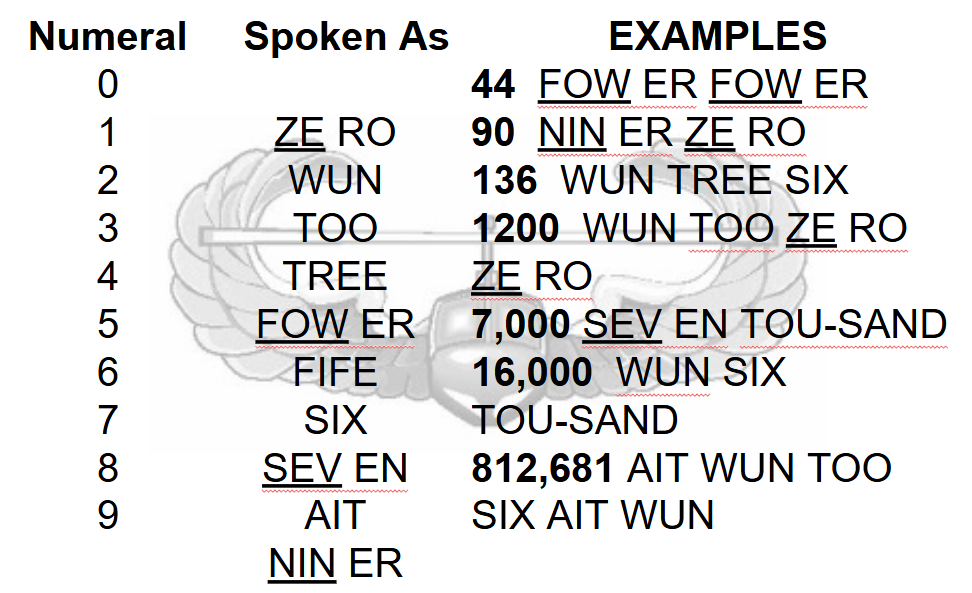 Numeral Spoken As EXAMPLES
0 44 FOW ER FOW ER
1 ZE RO 90 NIN ER ZE RO
2 WUN 136 WUN TREE SIX
3 TOO 1200 WUN TOO ZE RO
4 TREE ZE RO
5 FOW ER 7,000 SEV EN TOU-SAND
6 FIFE 16,000 WUN SIX
7 SIX TOU-SAND
8 SEV EN 812,681 AIT WUN TOO
9 AIT SIX AIT WUN
NIN ER